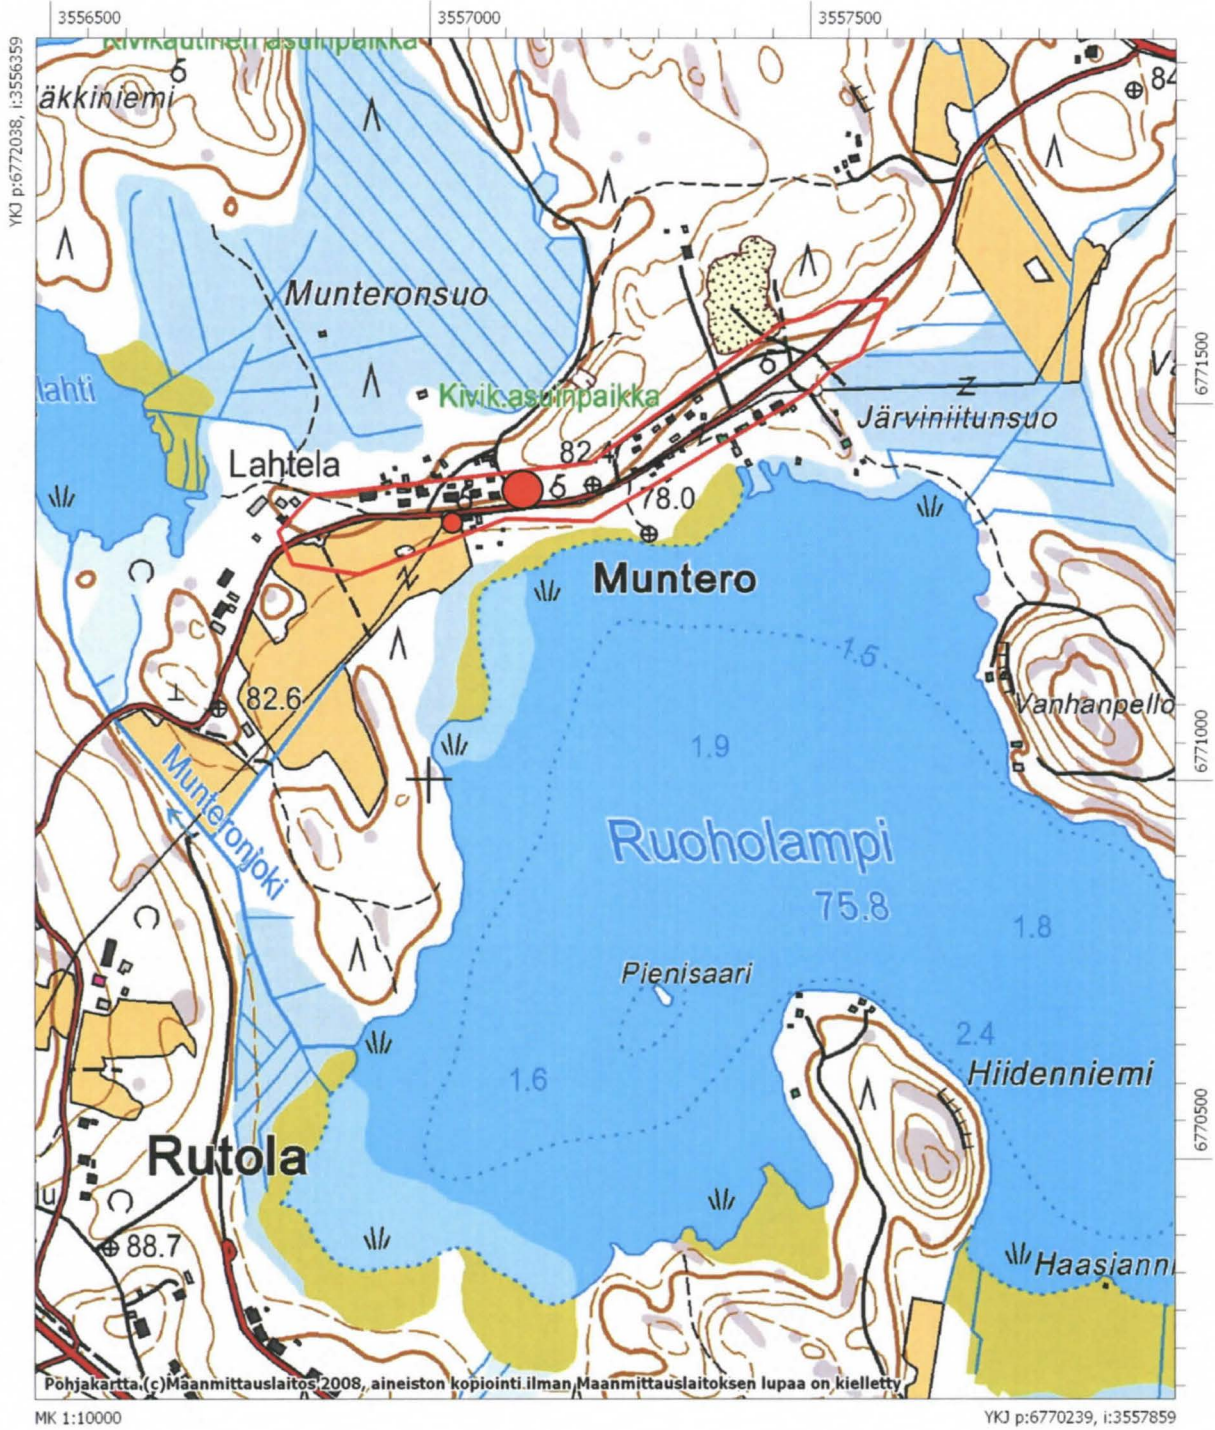 3556500
3557000
3557500
YKJ p:6772038, i:3556359
Kivikautinen asuinpaikka
äkkiniemi
84
Munteronsuo
6771500
lahti
Kivik.asuinpaikka
Järviniitunsuo
82.4
Lahtela
78.0
Muntero
1.5
82.6
Vanhanpello
1.9
6771000
Munteronjoki
Ruoholampi
75.8
1.8
Pienisaari
2.4
Hiidenniemi
1.6
6770500
Rutola
lu
88.7
Haasianni
Pohjakartta (c)Maanmittauslaitos 2008, aineiston kopiointi ilman Maanmittauslaitoksen lupaa on kielletty
MK 1:10000
YKJ p:6770239, i:3557859